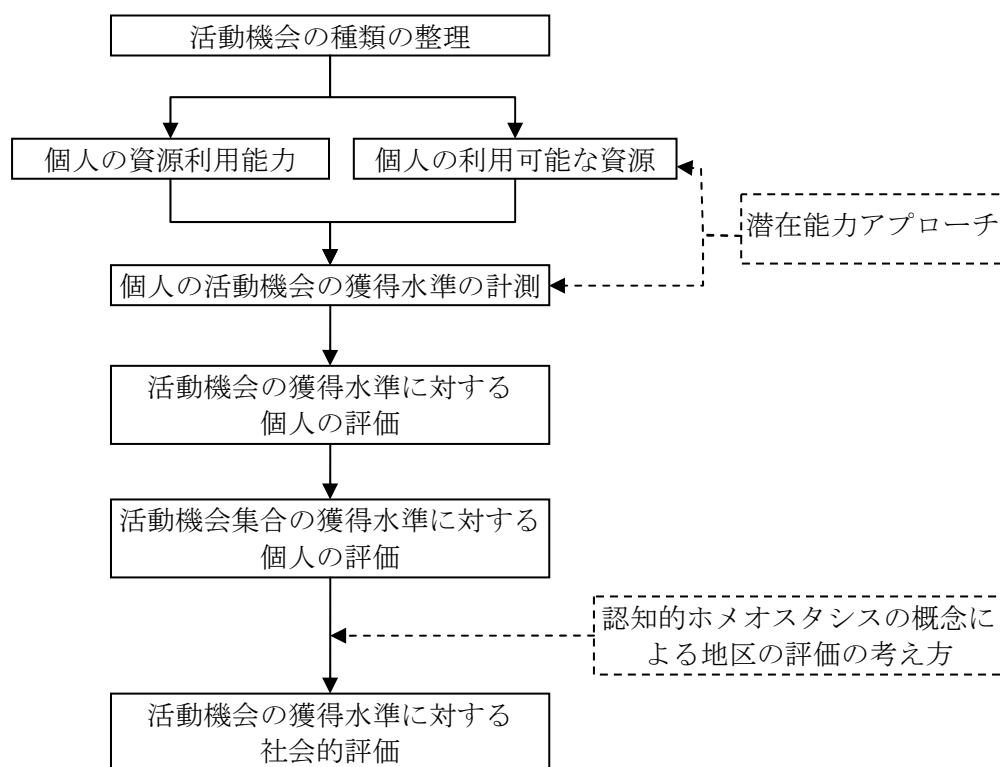 活動機会の種類の整理
個人の資源利用能力
個人の利用可能な資源
潜在能力アプローチ
個人の活動機会の獲得水準の計測
活動機会の獲得水準に対する
個人の評価
活動機会集合の獲得水準に対する
個人の評価
認知的ホメオスタシスの概念に
よる地区の評価の考え方
活動機会の獲得水準に対する
社会的評価